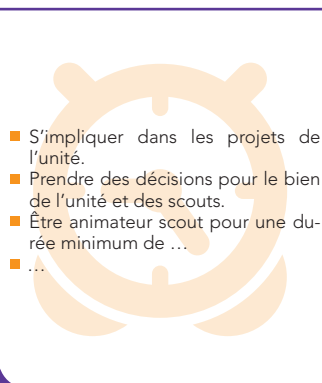 ■ S'impliquer dans les projets de
l'unité.
■ Prendre des décisions pour le bien
de l'unité et des scouts.
■ Être animateur scout pour une du-
rée minimum de …
■ …